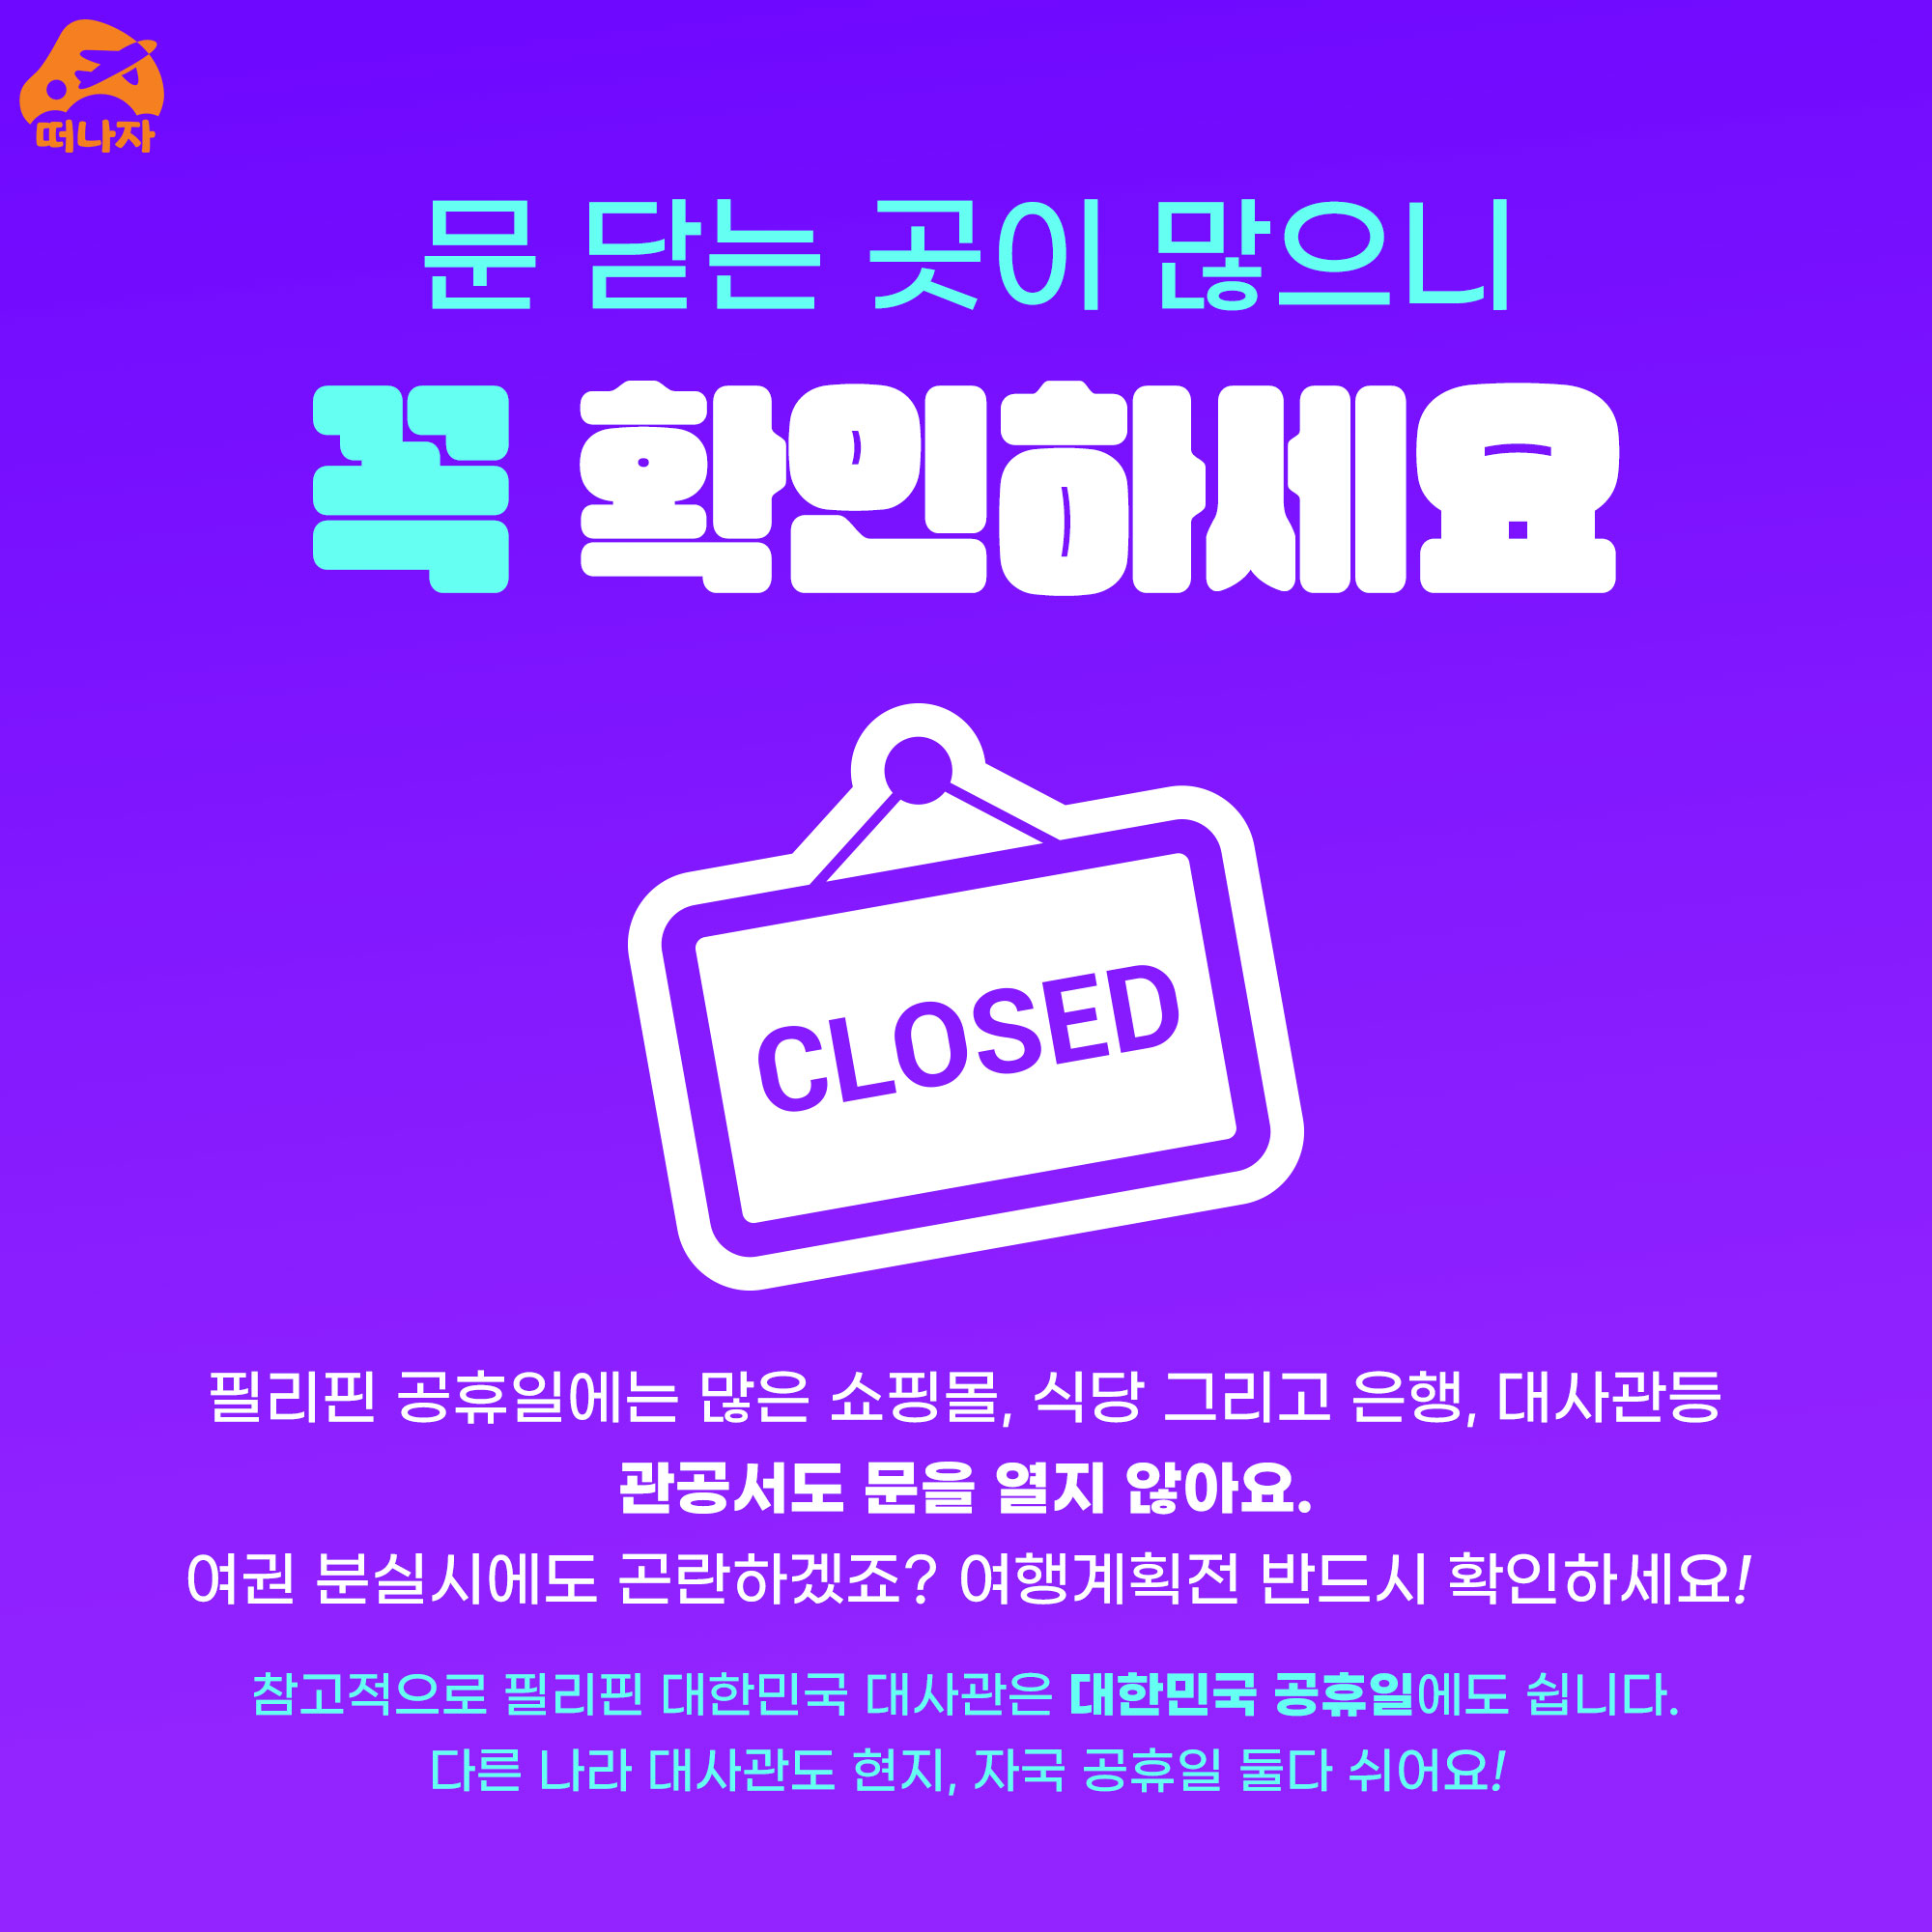 떠나자
문 닫는 곳이 많으니
꼭 확인하세요
CLOSED
필리핀 공휴일에는 많은 쇼핑몰, 식당 그리고 은행, 대사관등
관공서도 문을 열지 않아요.
여권 분실시에도 곤란하겠죠? 여행계획전 반드시 확인하세요!
참고적으로 필리핀 대한민국 대사관은 대한민국 공휴일에도 쉽니다.
다른 나라 대사관도 현지, 자국 공휴일 둘다 쉬어요!